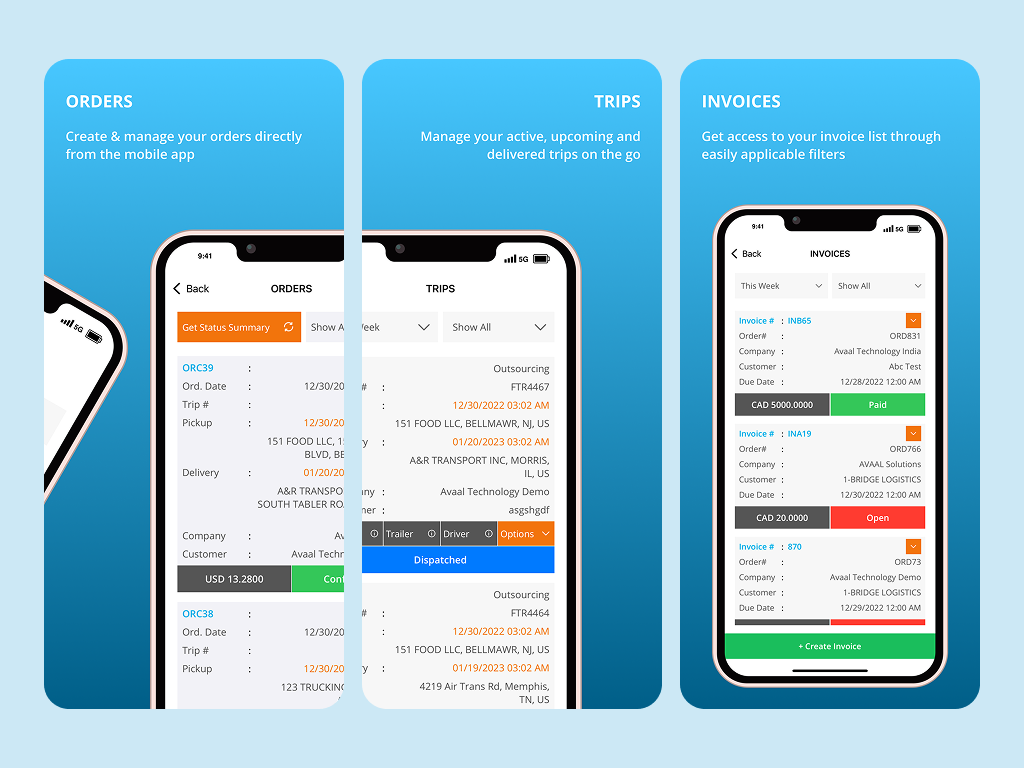 ORDERS
Create & manage your orders directly
from the mobile app
5G
9:41
Back
ORDERS
Get Status Summary
Show A
ORC39 :
Ord. Date : 12/30/20
Trip # :
Pickup : 12/30/20
151 FOOD LLC, 1
BLVD, BE
Delivery : 01/20/20
A&R TRANSPO
SOUTH TABLER RO
Company : Av
Customer : Avaal Techn
USD 13.2800 Conf
ORC38 :
Ord. Date : 12/30/20
Trip # :
Pickup : 12/30/20
123 TRUCKING
TRIPS
Manage your active, upcoming and
delivered trips on the go
5G
TRIPS
eek
Show All
Outsourcing
# : FTR4467
: 12/30/2022 03:02 AM
151 FOOD LLC, BELLMAWR, NJ, US
ry : 01/20/2023 03:02 AM
A&R TRANSPORT INC, MORRIS,
IL, US
any : Avaal Technology Demo
mer : asgshgdf
Trailer Driver Options
Dispatched
Outsourcing
# : FTR4464
: 12/30/2022 03:02 AM
151 FOOD LLC, BELLMAWR, NJ, US
ry : 01/19/2023 03:02 AM
4219 Air Trans Rd, Memphis,
TN, US
INVOICES
Get access to your invoice list through
easily applicable filters
9:41
5G
Back
INVOICES
This Week
Show All
Invoice # : INB65
Order# : ORD831
Company : Avaal Technology India
Customer : Abc Test
Due Date : 12/28/2022 12:00 AM
CAD 5000.0000 Paid
Invoice # : INA19
Order# : ORD766
Company : AVAAL Solutions
Customer : 1-BRIDGE LOGISTICS
Due Date : 12/30/2022 12:00 AM
CAD 20.0000 Open
Invoice # : 870
Order# : ORD73
Company : Avaal Technology Demo
Customer : 1-BRIDGE LOGISTICS
Due Date : 12/29/2022 12:00 AM
+ Create Invoice